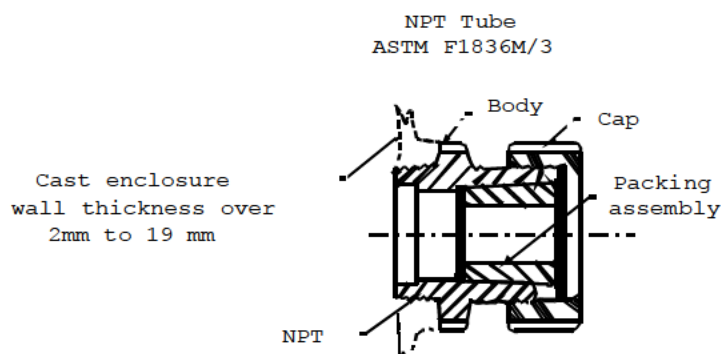 NPT Tube
ASTM F1836M/3
Body
Cap
Cast enclosure
wall thickness over
2mm to 19 mm
Packing
assembly
NPT